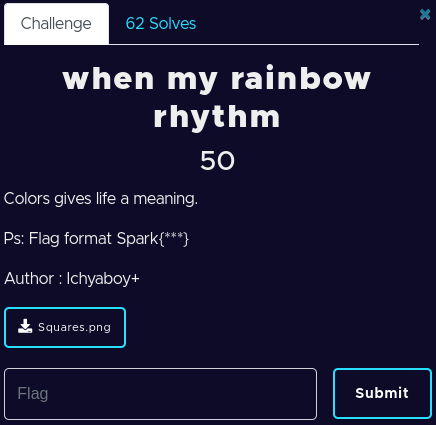 Challenge
62 Solves
when my rainbow
rhythm
50
Colors gives life a meaning.
Ps: Flag format Spark{***}
Author : Ichyaboy+
Squares.png
Flag
Submit